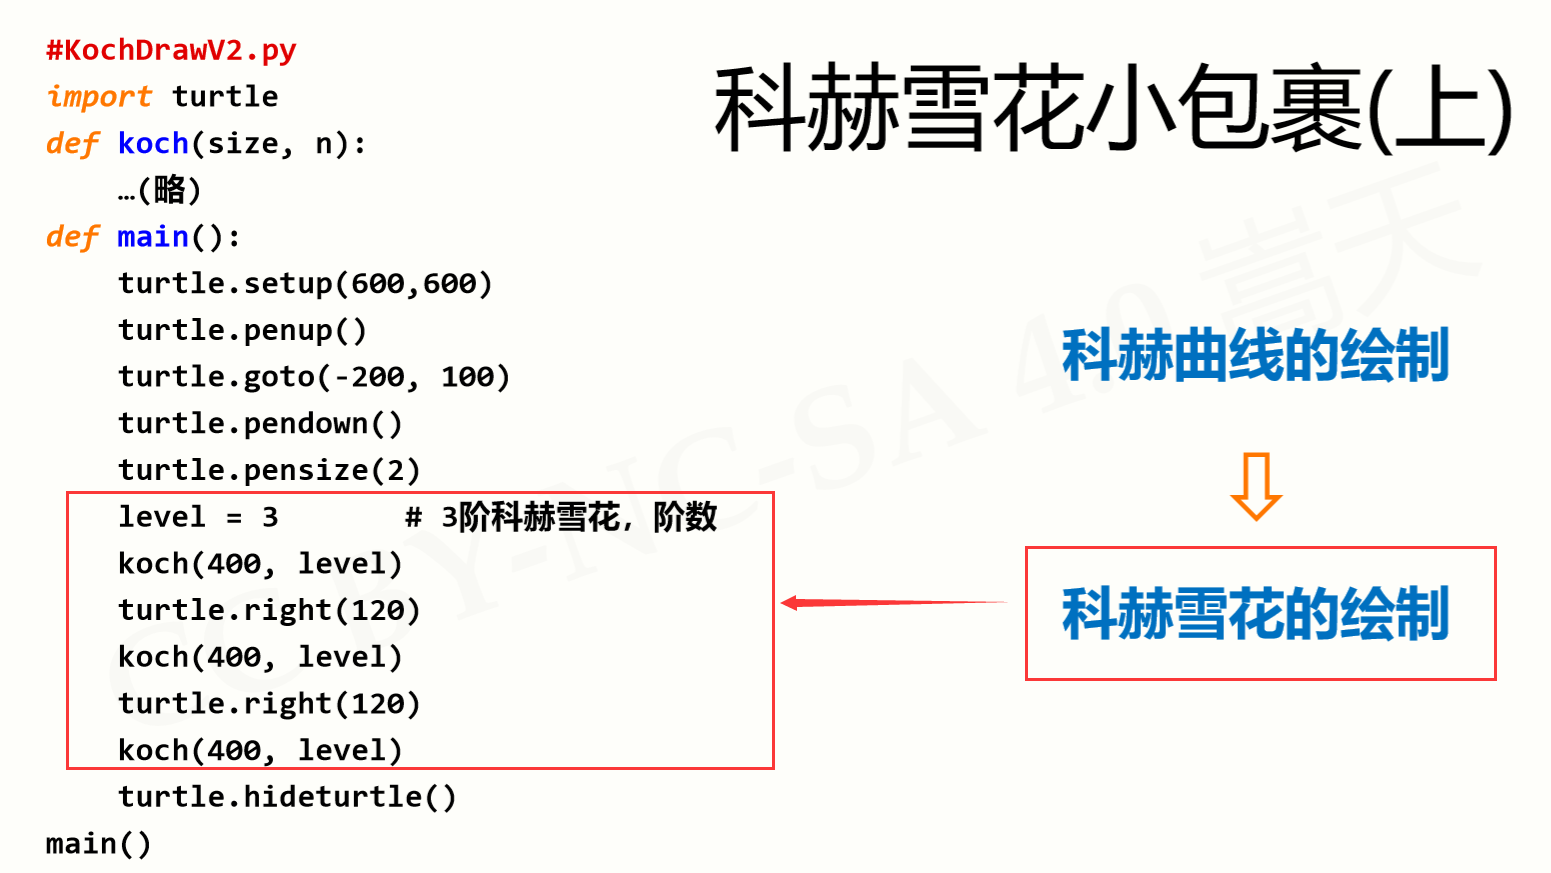 #KochDrawV2.py
import turtle
def koch(size, n):
    …(略)
def main():
    turtle.setup(600,600)
    turtle.penup()
    turtle.goto(-200, 100)
    turtle.pendown()
    turtle.pensize(2)
    level = 3       # 3阶科赫雪花，阶数
    koch(400, level)
    turtle.right(120)
    koch(400, level)
    turtle.right(120)
    koch(400, level)
    turtle.hideturtle()
main()
科赫雪花小包裹(上)
科赫曲线的绘制
科赫雪花的绘制
CC BY-NC-SA 4.0 嵩天